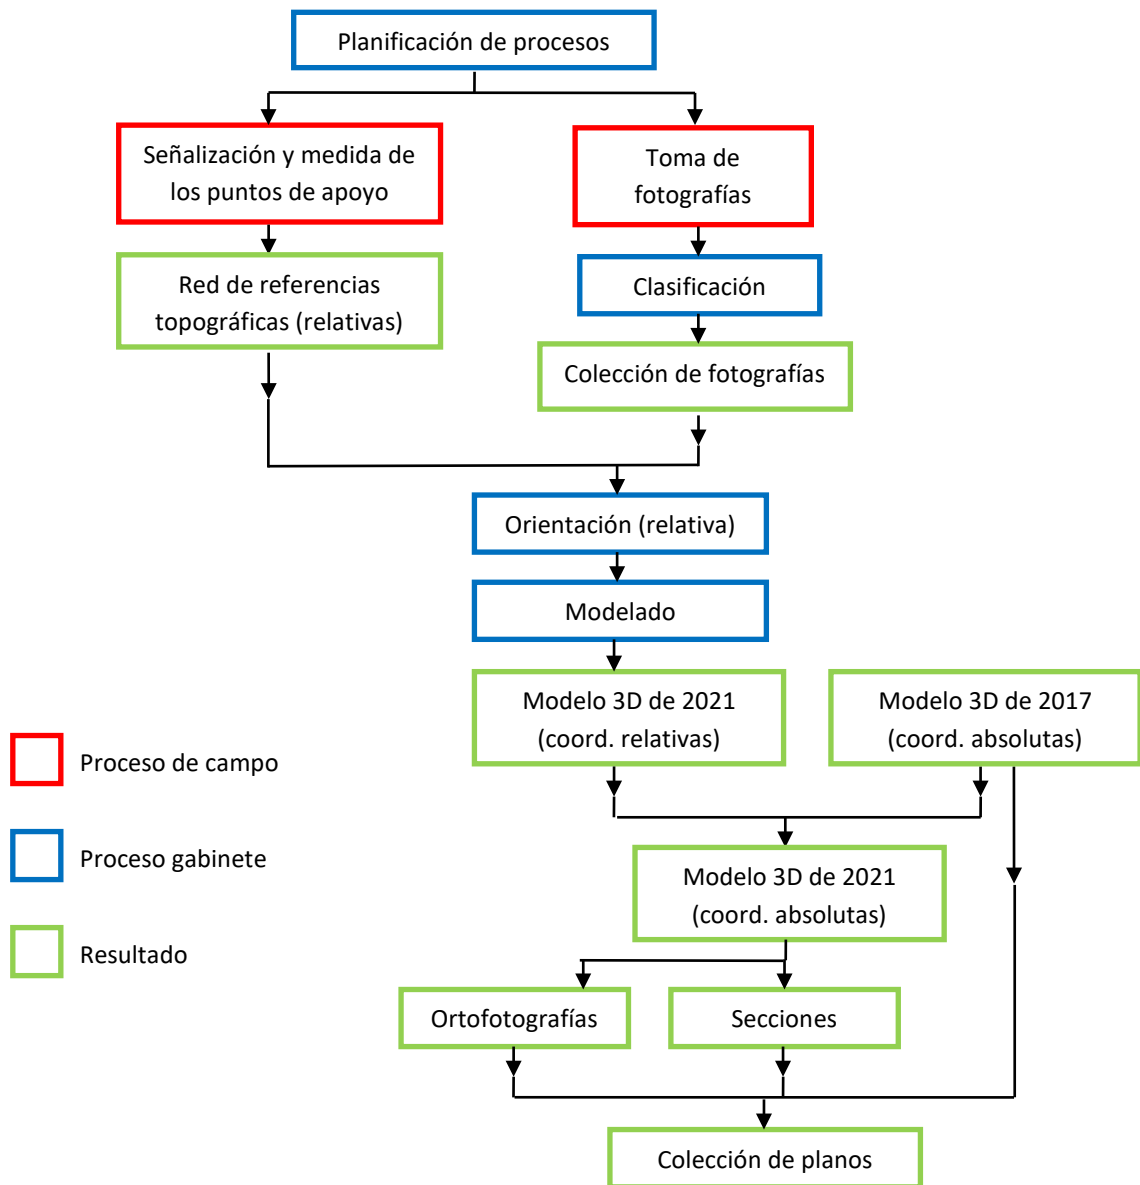 Planificación de procesos
Señalización y medida de
los puntos de apoyo
Toma de
fotografías
Red de referencias
topográficas (relativas)
Clasificación
Colección de fotografías
Orientación (relativa)
Modelado
Modelo 3D de 2021
(coord. relativas)
Modelo 3D de 2017
(coord. absolutas)
Proceso de campo
Proceso gabinete
Resultado
Modelo 3D de 2021
(coord. absolutas)
Ortofotografías
Secciones
Colección de planos